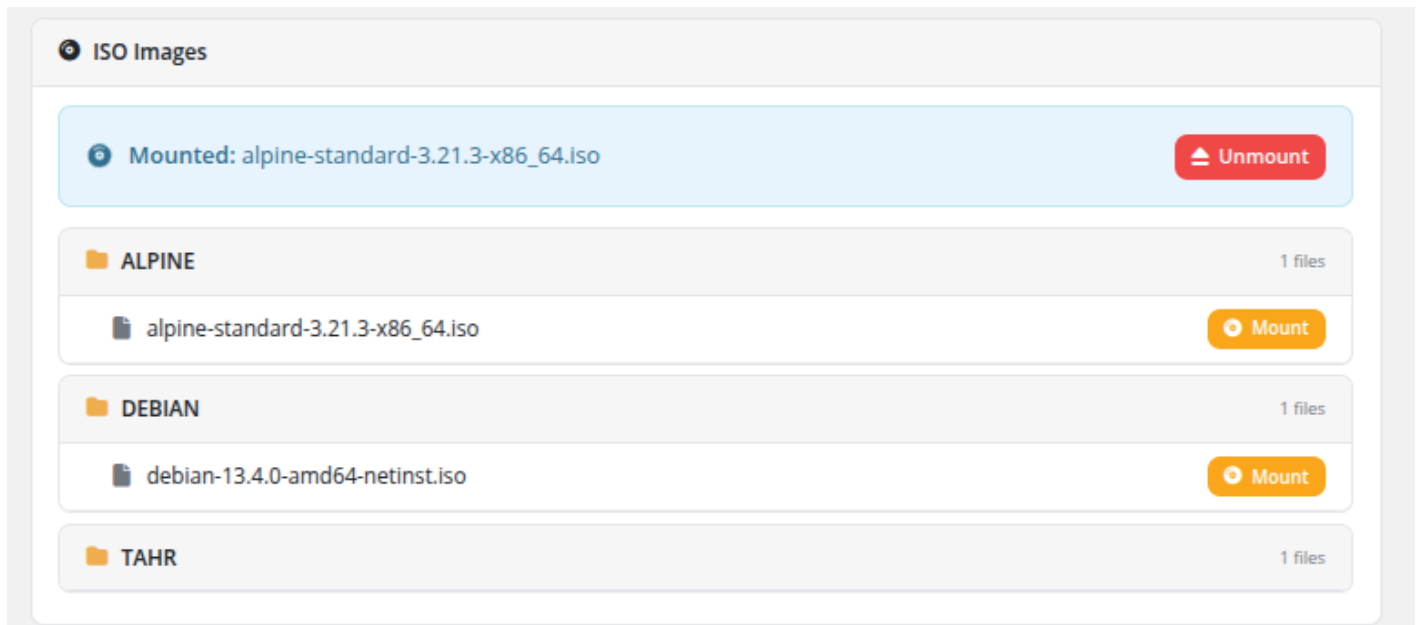 ISO Images
Mounted: alpine-standard-3.21.3-x86_64.iso
Unmount
ALPINE
1 files
alpine-standard-3.21.3-x86_64.iso
Mount
DEBIAN
1 files
debian-13.4.0-amd64-netinst.iso
Mount
TAHR
1 files